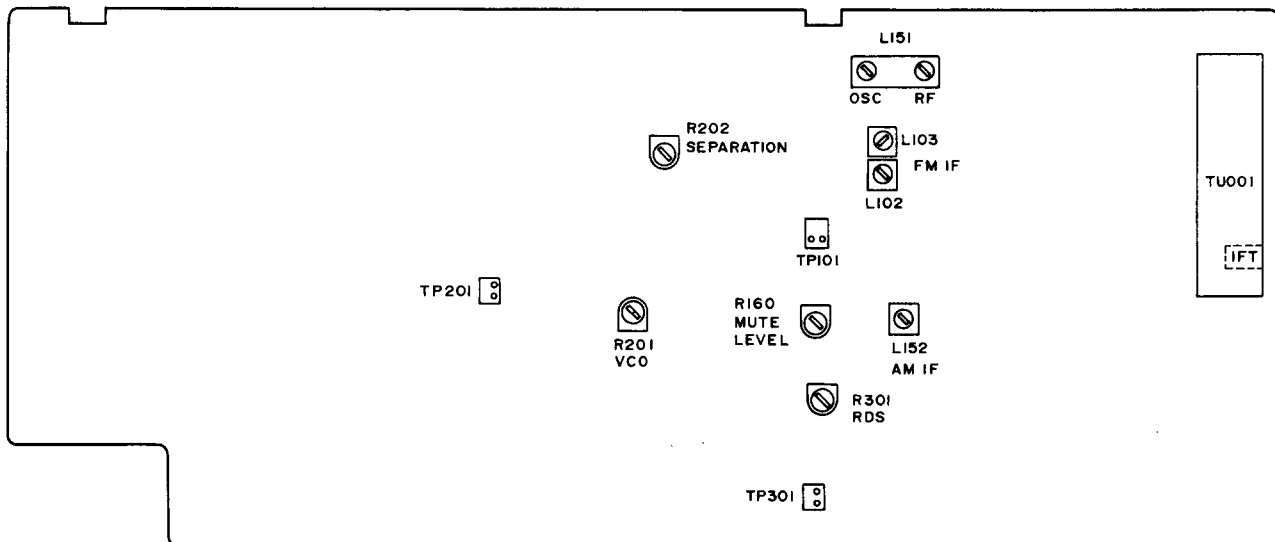 L151
OSC RF
R202
SEPARATION
L103
FM IF
L102
TU001
TP101
IFT
TP201
R160
MUTE
LEVEL
R201
VCO
L152
AM IF
R301
RDS
TP301